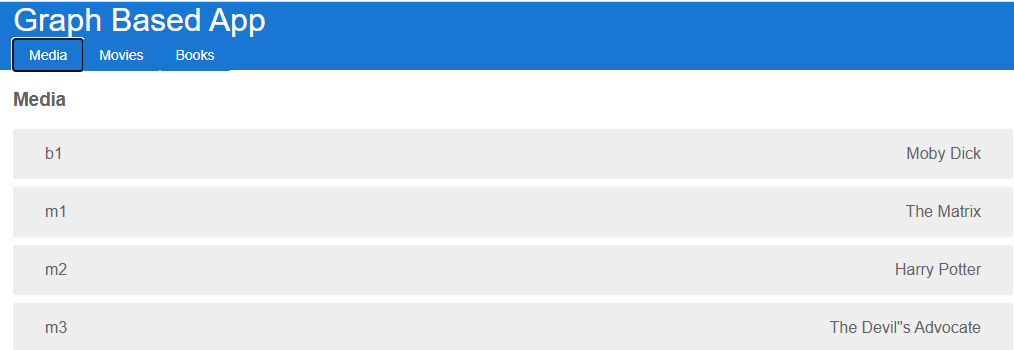 Graph Based App
Media Movies Books
Media
b1 Moby Dick
m1 The Matrix
m2 Harry Potter
m3 The Devil"s Advocate